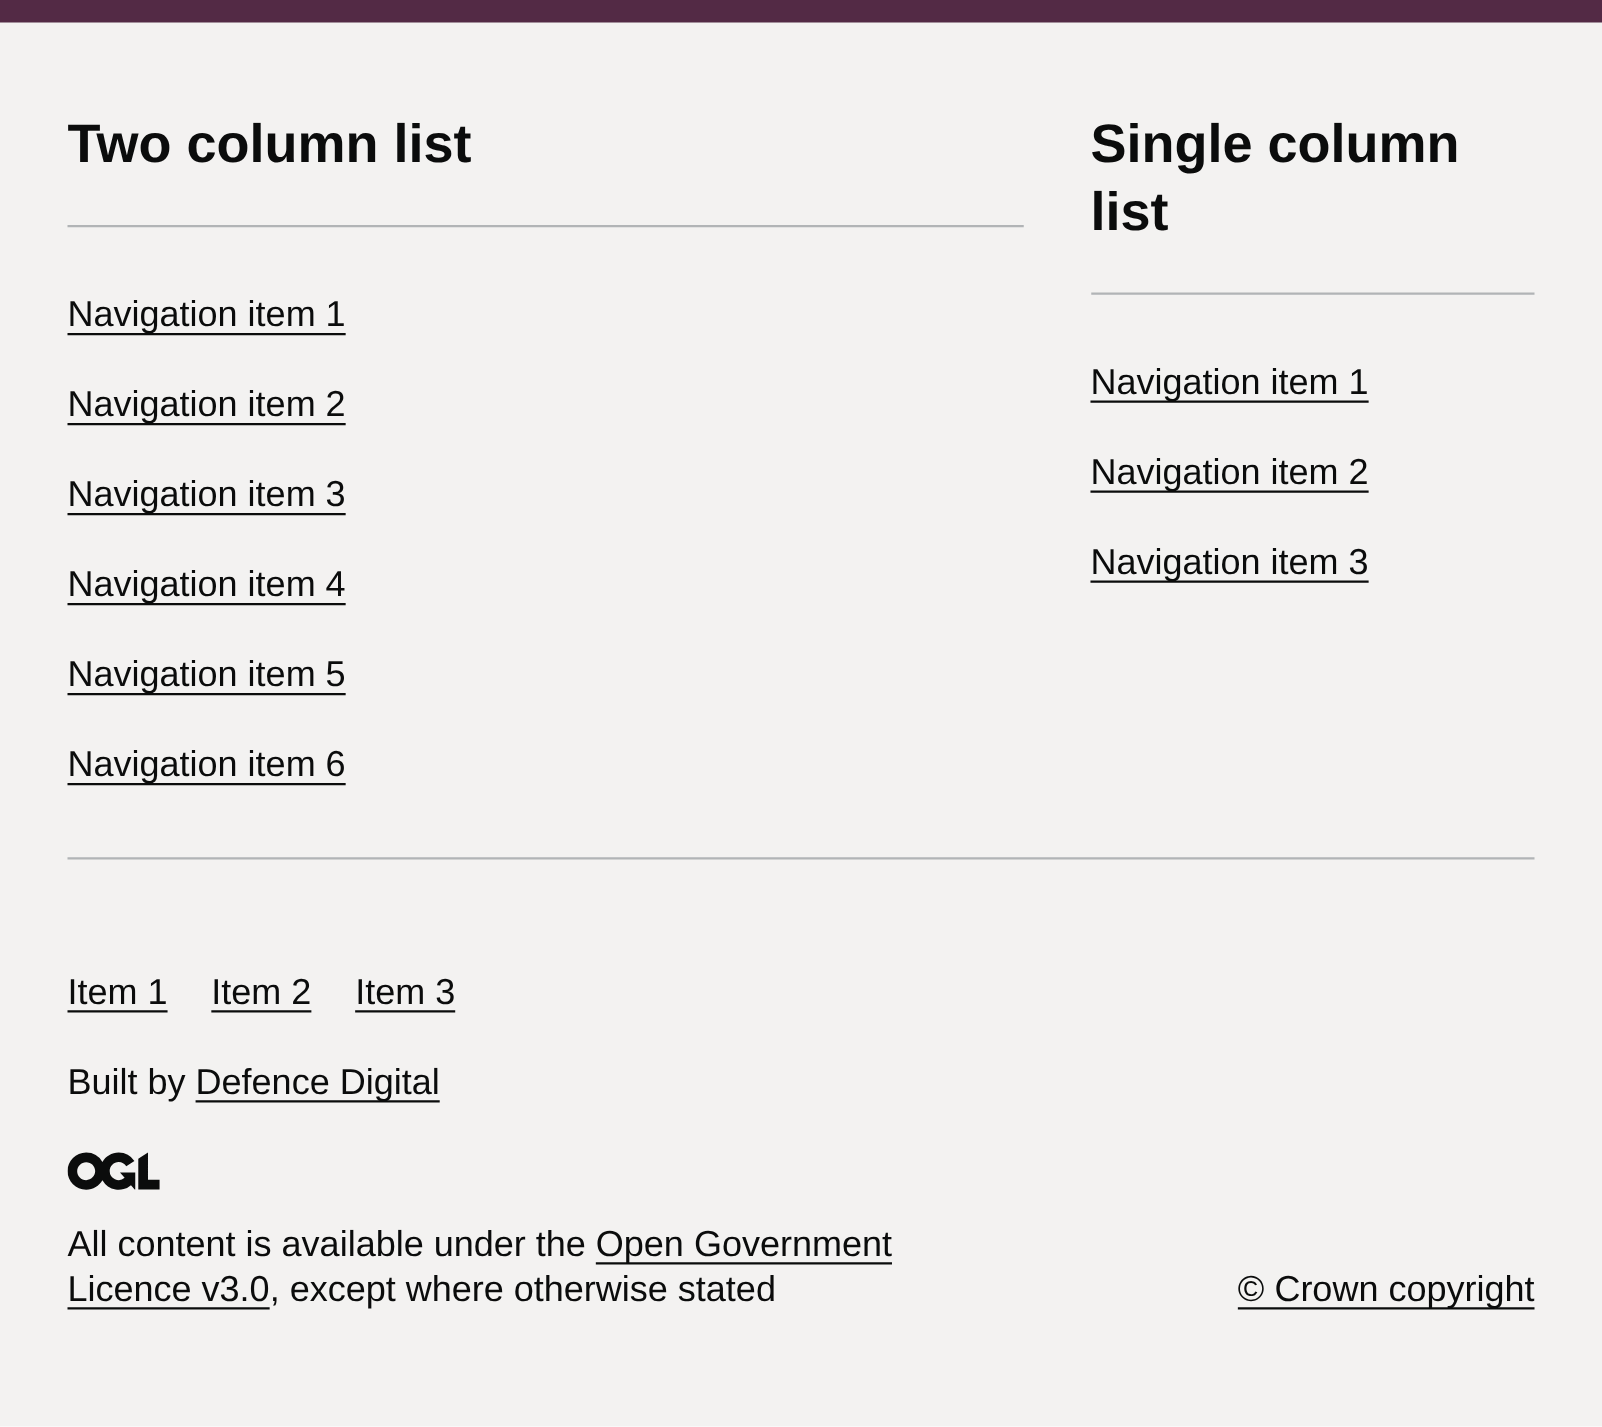 Two column list
Navigation item 1
Navigation item 2
Navigation item 3
Navigation item 4
Navigation item 5
Navigation item 6
Single column
list
Navigation item 1
Navigation item 2
Navigation item 3
Item 1 Item 2 Item 3
Built by Defence Digital
OGL
All content is available under the Open Government
Licence v3.0, except where otherwise stated
© Crown copyright